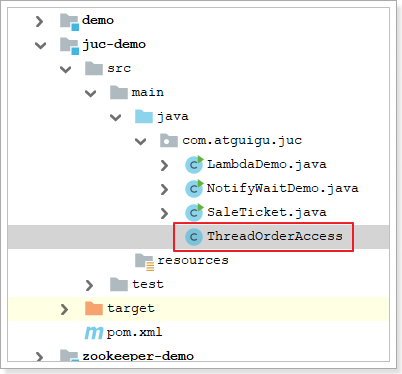 demo
juc-demo
src
main
java
com.atguigu.juc
LambdaDemo.java
NotifyWaitDemo.java
SaleTicket.java
ThreadOrderAccess
resources
test
target
pom.xml
zookeeper-demo